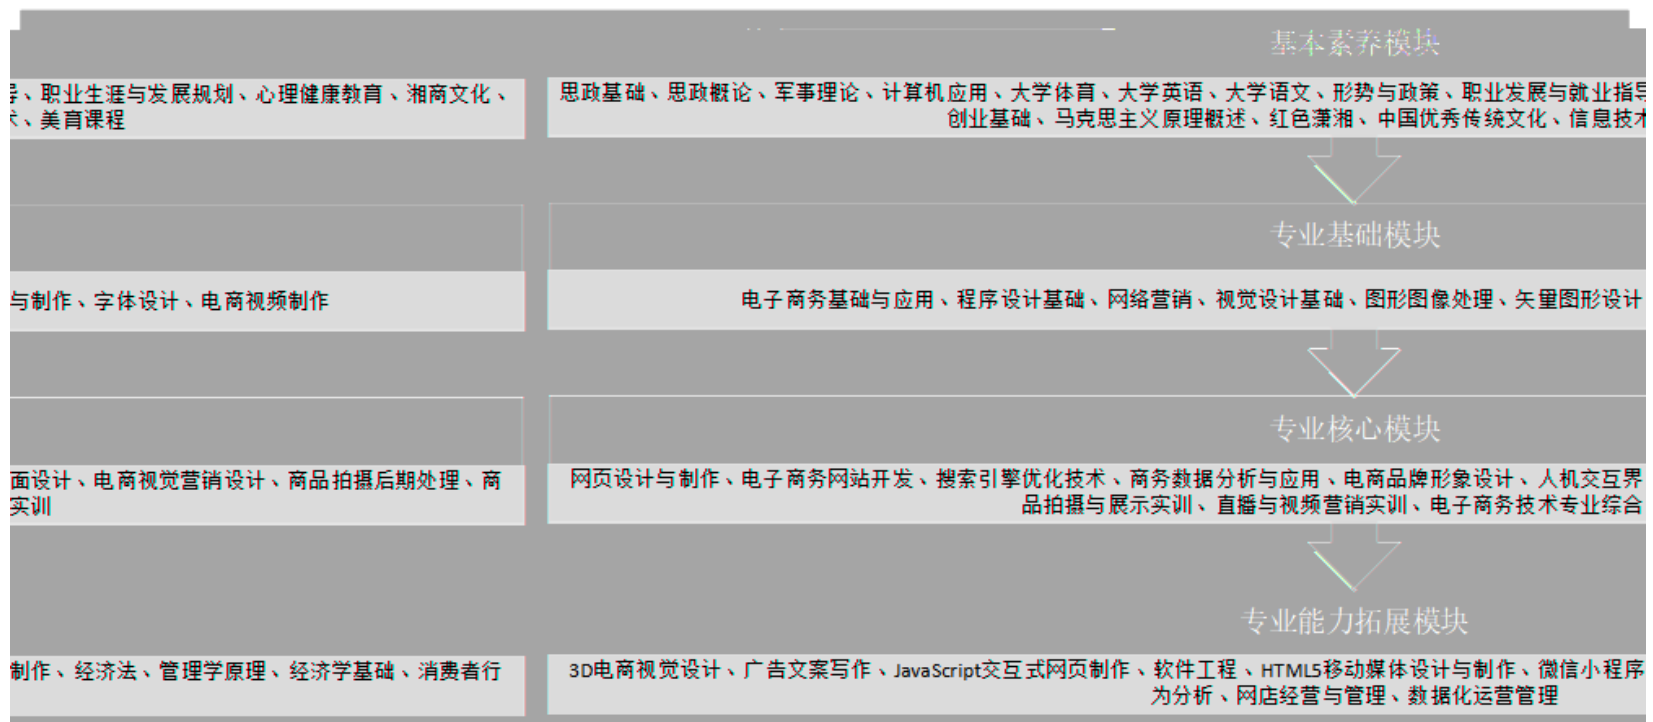 基本素养模块
、职业生涯与发展规划、心理健康教育、湘商文化、
、美育课程
思政基础、思政概论、军事理论、计算机应用、大学体育、大学英语、大学语文、形势与政策、职业发展与就业指导
创业基础、马克思主义原理概述、红色潇湘、中国优秀传统文化、信息技术
专业基础模块
与制作、字体设计、电商视频制作
电子商务基础与应用、程序设计基础、网络营销、视觉设计基础、图形图像处理、矢量图形设计
专业核心模块
面设计、电商视觉营销设计、商品拍摄后期处理、商
实训
网页设计与制作、电子商务网站开发、搜索引擎优化技术、商务数据分析与应用、电商品牌形象设计、人机交互界
品拍摄与展示实训、直播与视频营销实训、电子商务技术专业综合
专业能力拓展模块
制作、经济法、管理学原理、经济学基础、消费者行
3D电商视觉设计、广告文案写作、JavaScript交互式网页制作、软件工程、HTML5移动媒体设计与制作、微信小程序
为分析、网店经营与管理、数据化运营管理